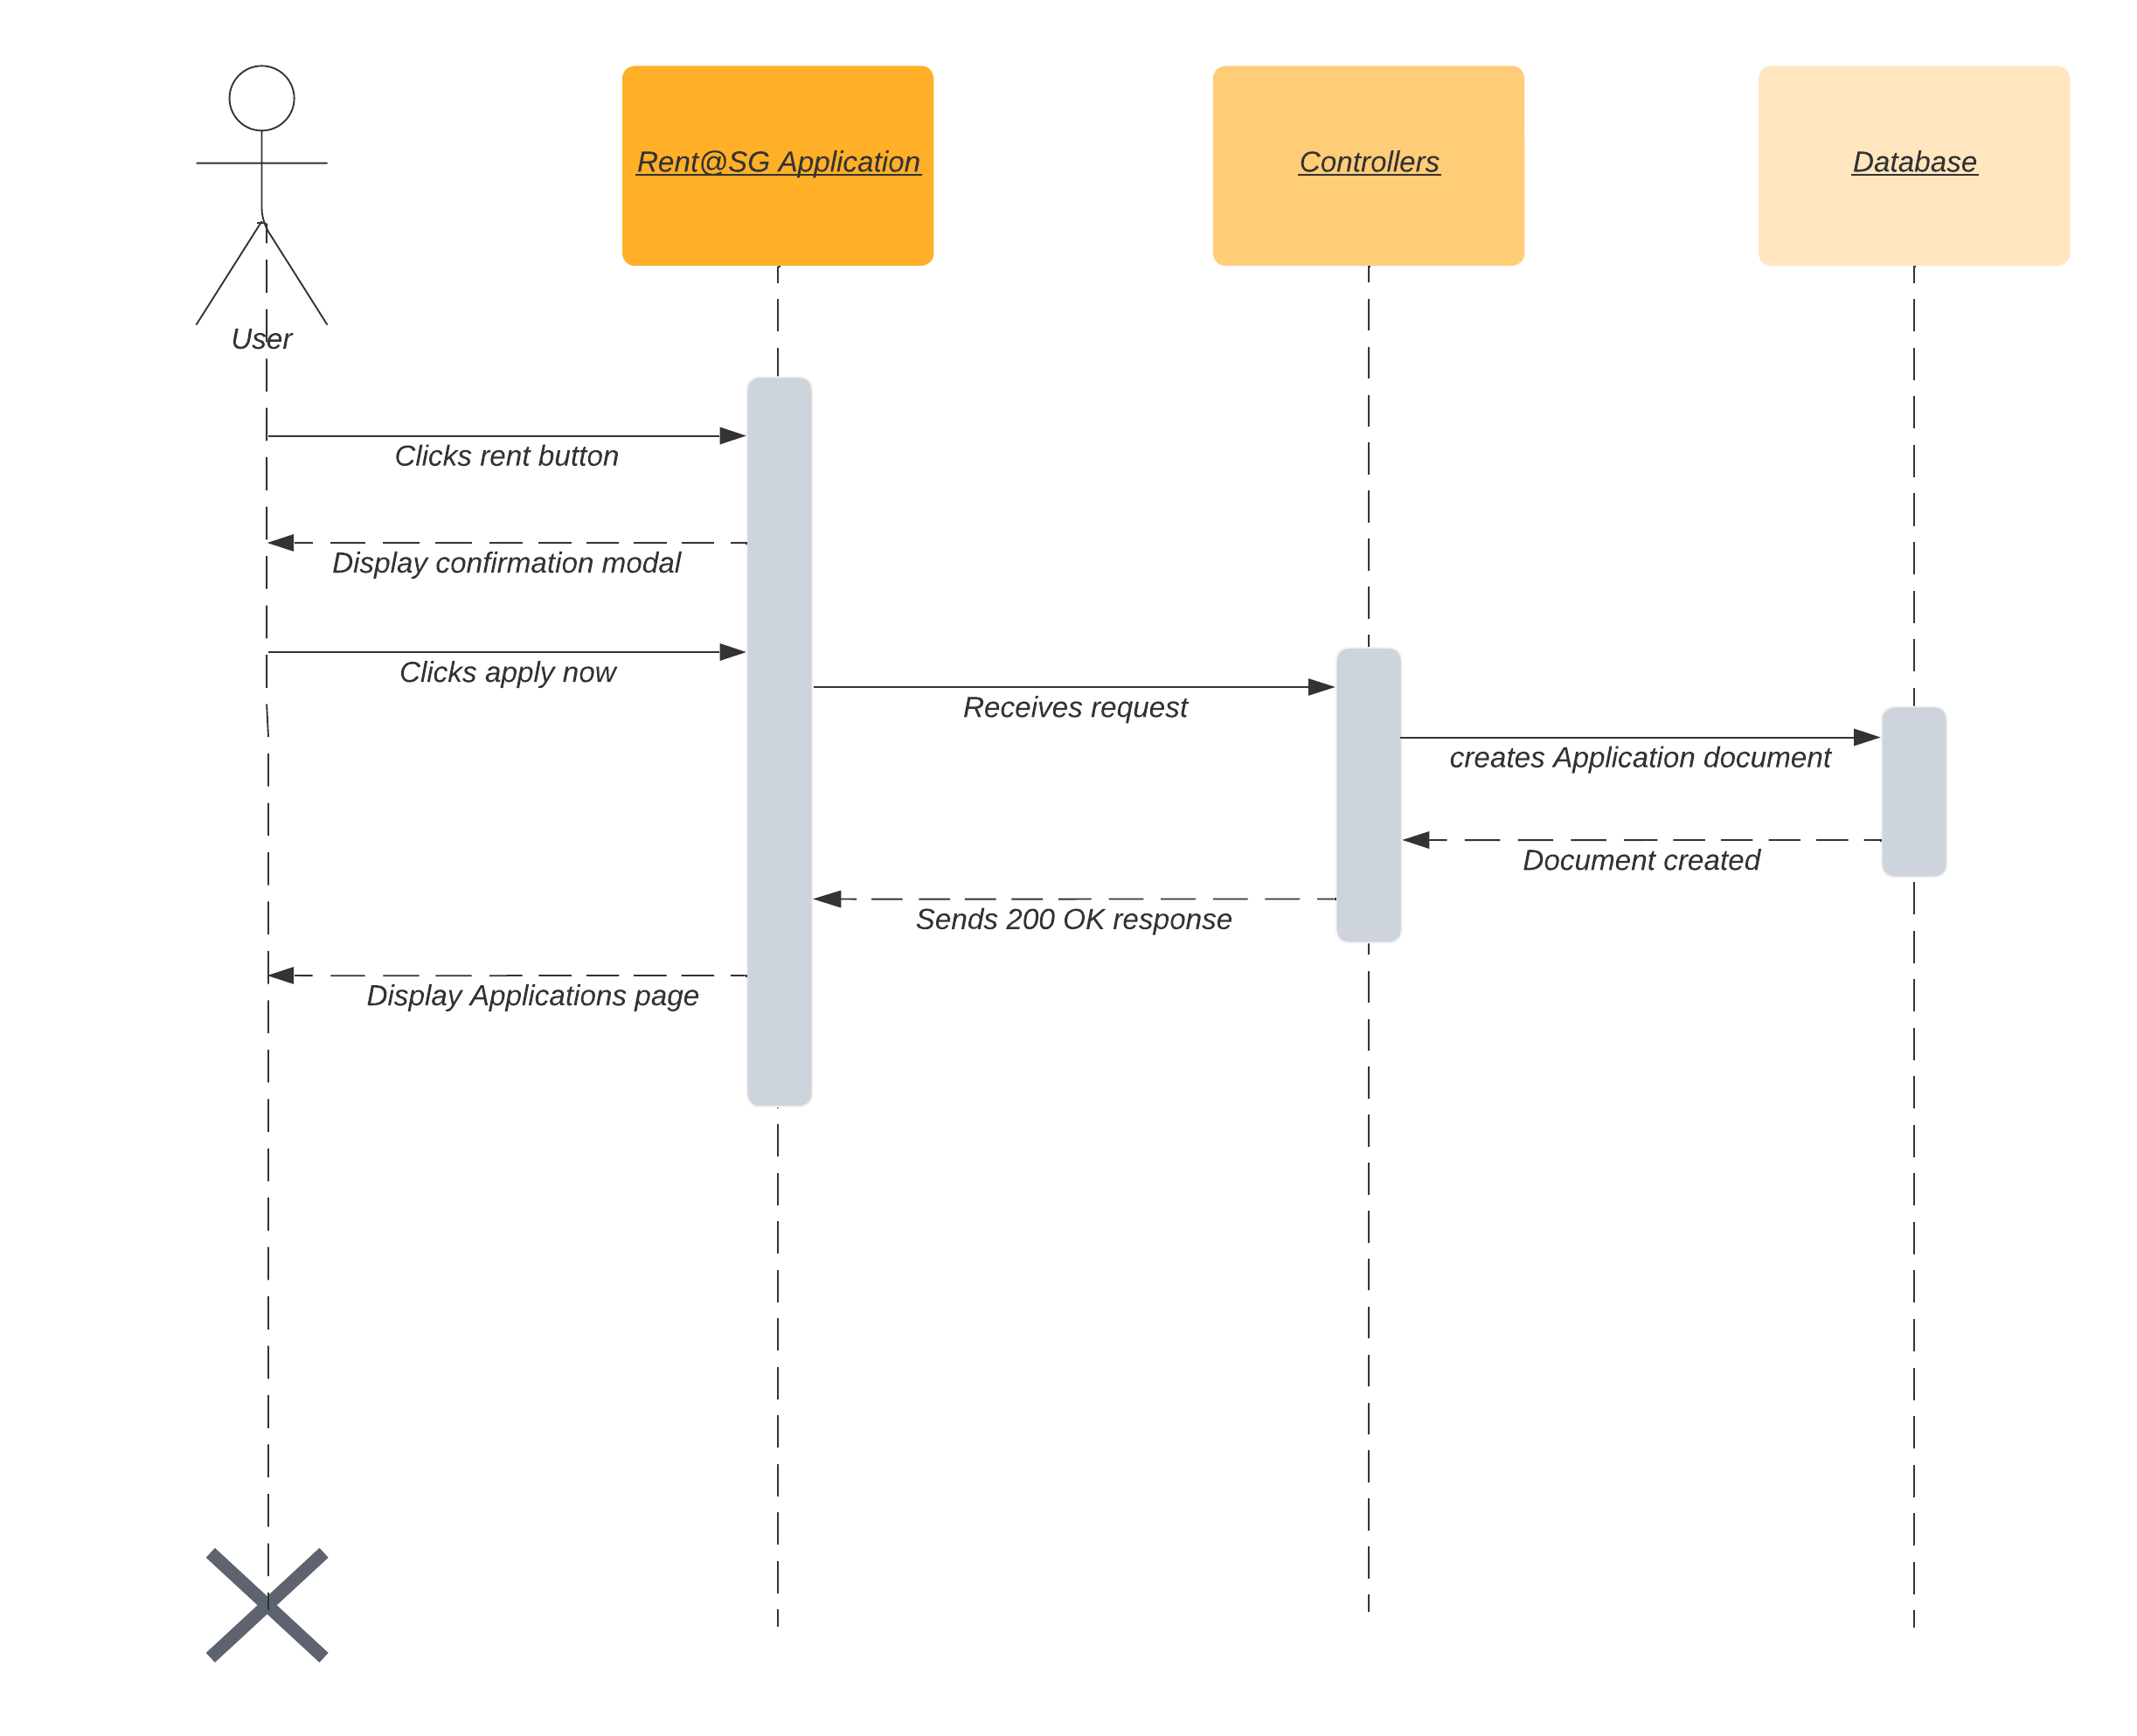 Rent@SG Application
Controllers
Database
User
Clicks rent button
Display confirmation modal
Clicks apply now
Receives request
creates Application document
Document created
Sends 200 OK response
Display Applications page